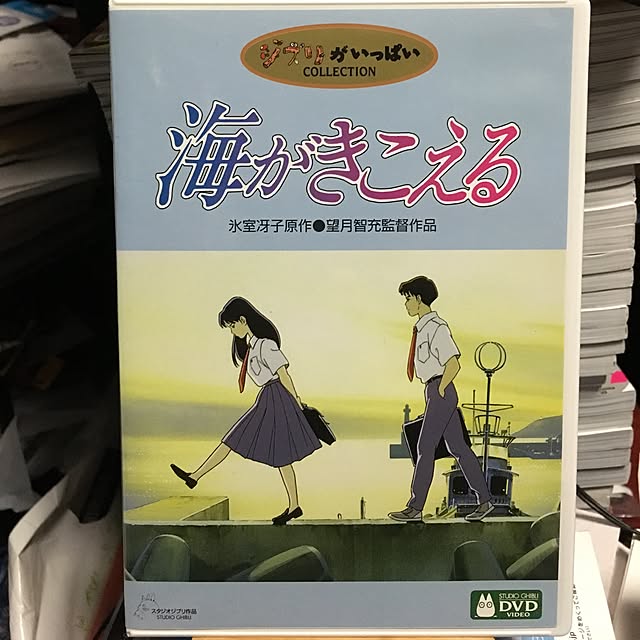 ジブリがいっぱい
COLLECTION
海がきこえる
氷室冴子原作●望月智充監督作品
スタジオジブリ作品
STUDIO GHIBLI
STUDIO GHIBLI
DVD
VIDEO